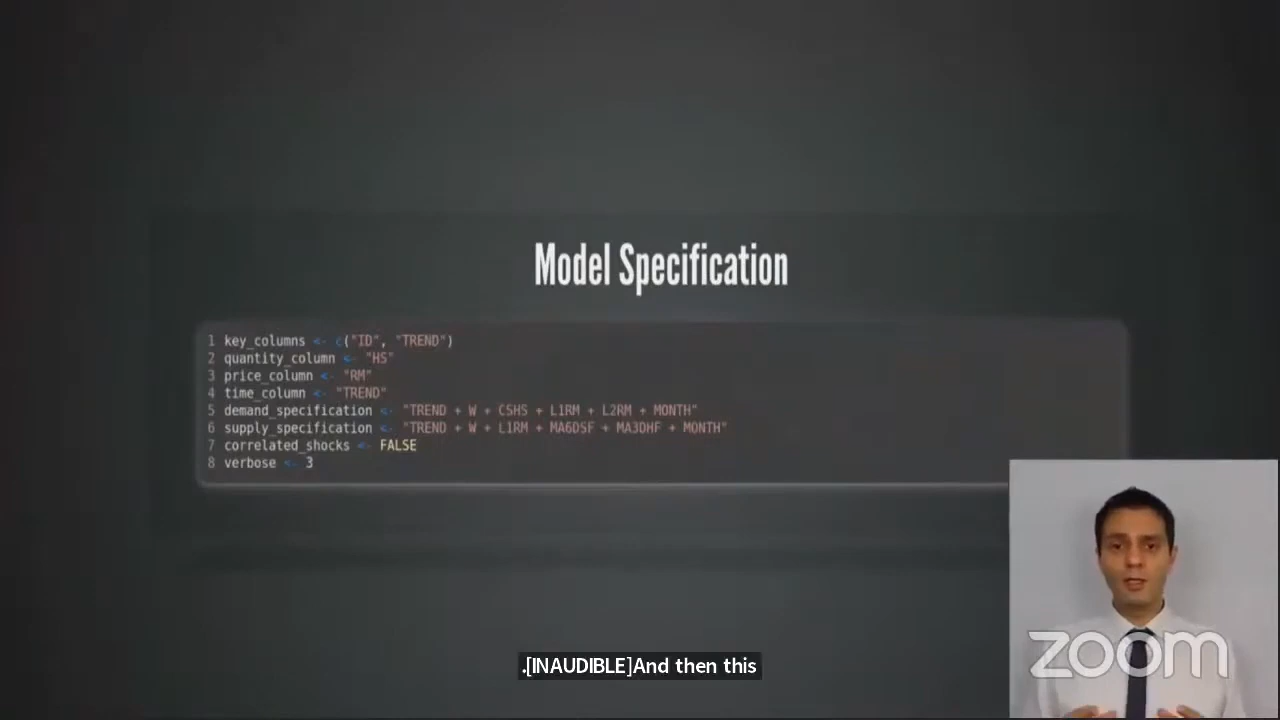 Model Specification
1 key_columns <- c("ID", "TREND")
2 quantity_column <- "HS"
3 price_column <- "RM"
4 time_column <- "TREND"
5 demand_specification <- "TREND + W + CSHS + L1RM + L2RM + MONTH"
6 supply_specification <- "TREND + W + L1RM + MA6DSF + MA3DHF + MONTH"
7 correlated_shocks <- FALSE
8 verbose <- 3
zoom
.[INAUDIBLE]And then this